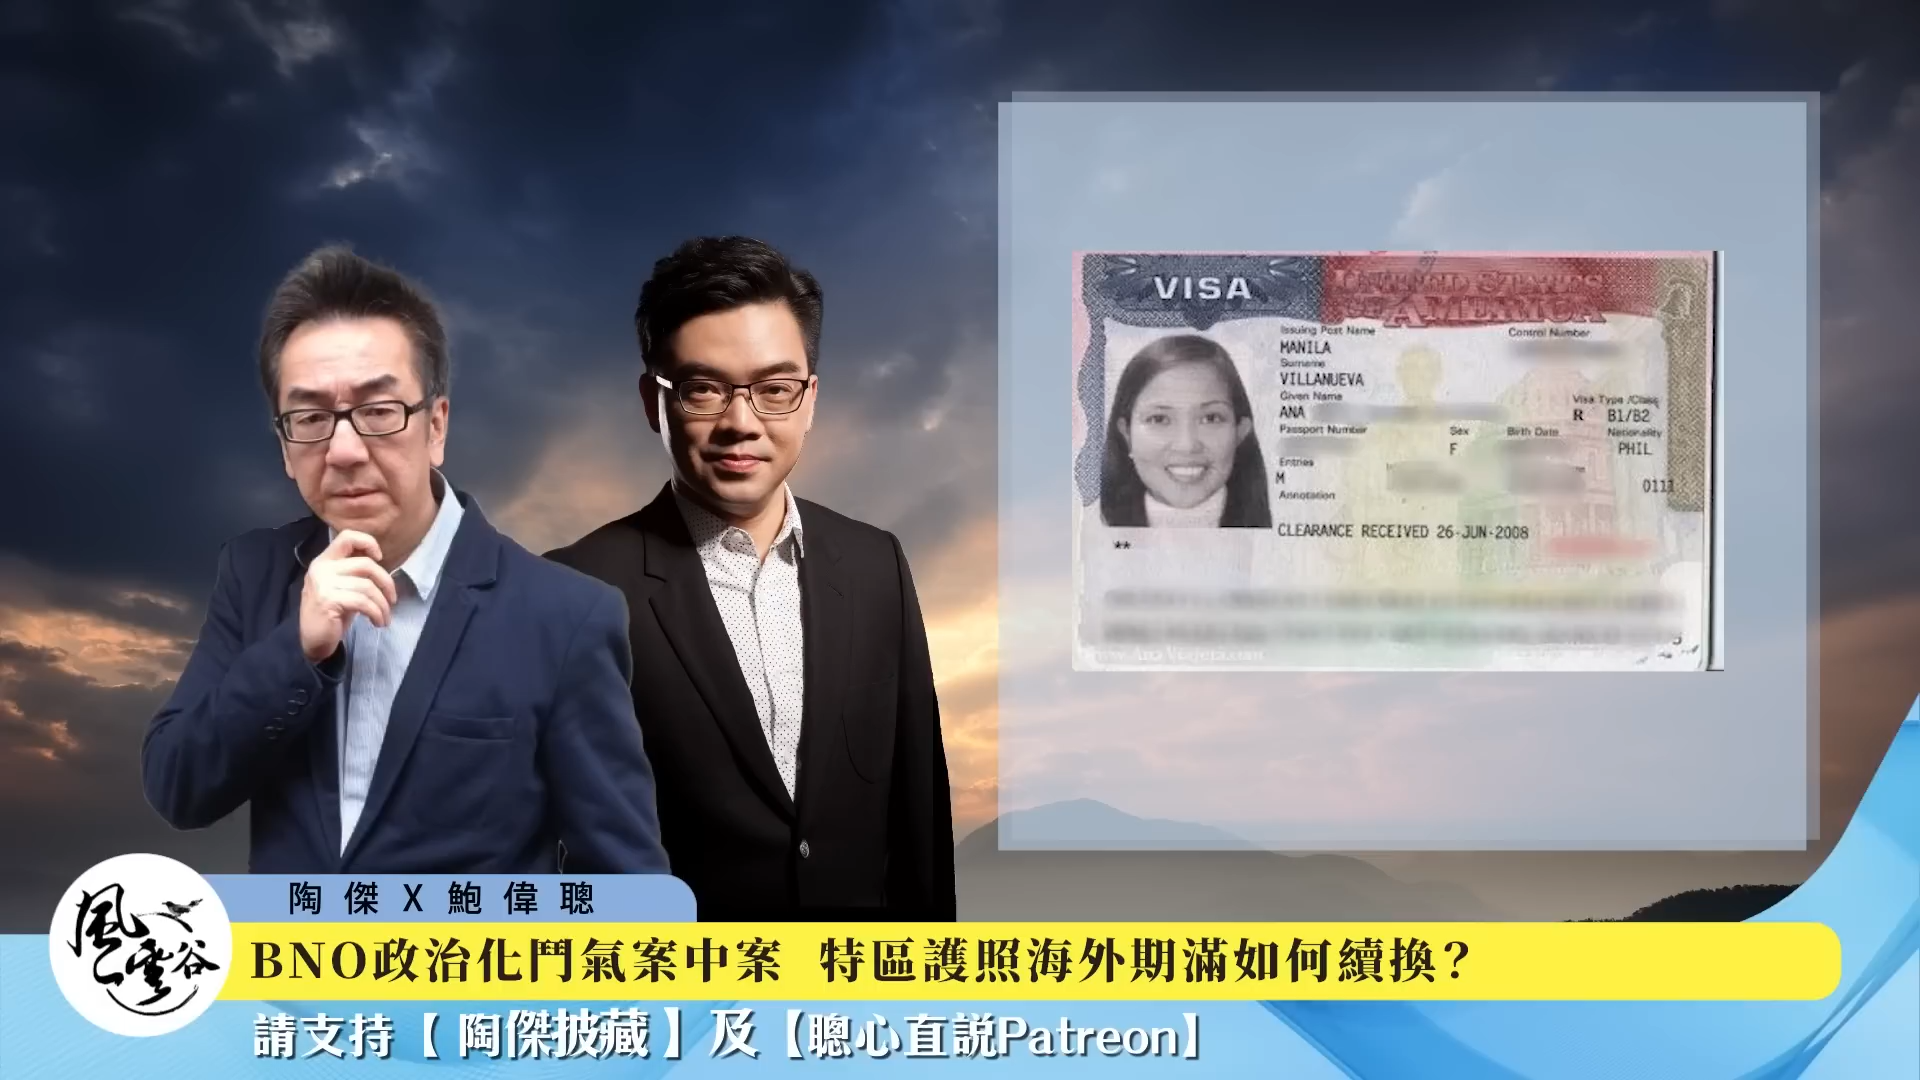 VISA
UNITED STATES
OF AMERICA
Issuing Post Name
Control Number
MANILA
Surname
VILLANUEVA
Given Name
Visa Type /Class
ANA
R B1/B2
Passport Number
Sex
Birth Date
Nationality
F
PHIL
Entries
M
0111
Annotation
CLEARANCE RECEIVED 26-JUN-2008
**
陶傑X鮑偉聰
風雲谷
BNO政治化鬥氣案中案 特區護照海外期滿如何續換?
請支持【陶傑披藏】及【聰心直説Patreon】